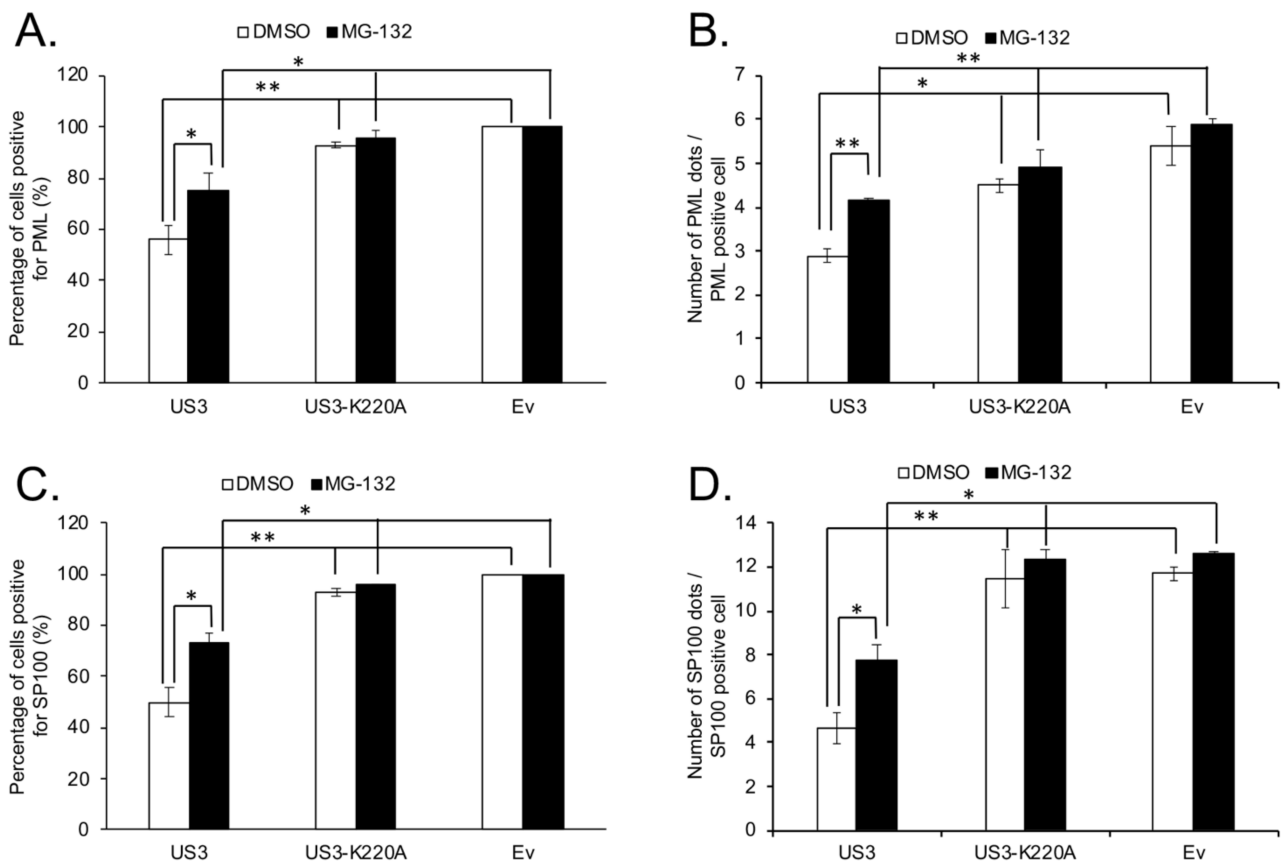 A.
□DMSO ■MG-132
*
**
*
120
100
80
60
40
20
0
Percentage of cells positive
for PML (%)
US3 US3-K220A Ev
B.
□DMSO ■MG-132
**
*
**
7
6
5
4
3
2
1
0
Number of PML dots /
PML positive cell
US3 US3-K220A Ev
C.
□DMSO ■MG-132
*
**
*
120
100
80
60
40
20
0
Percentage of cells positive
for SP100 (%)
US3 US3-K220A Ev
D.
□DMSO ■MG-132
*
**
*
14
12
10
8
6
4
2
0
Number of SP100 dots /
SP100 positive cell
US3 US3-K220A Ev